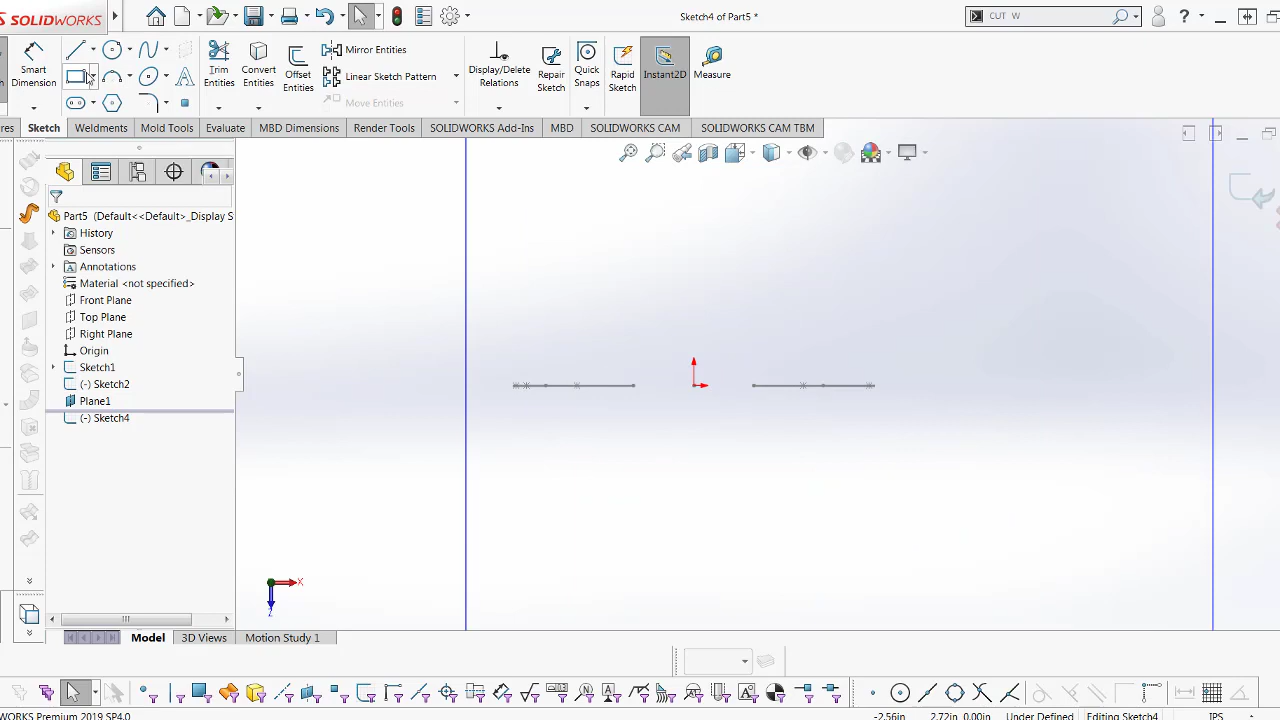 SOLIDWORKS
Sketch4 of Part5 *
CUT W
Smart Dimension
Trim Entities
Convert Entities
Offset Entities
Mirror Entities
Linear Sketch Pattern
Move Entities
Display/Delete Relations
Repair Sketch
Quick Snaps
Rapid Sketch
Instant2D
Measure
res
Sketch
Weldments
Mold Tools
Evaluate
MBD Dimensions
Render Tools
SOLIDWORKS Add-Ins
MBD
SOLIDWORKS CAM
SOLIDWORKS CAM TBM
Part5 (Default<<Default>_Display S
History
Sensors
Annotations
Material <not specified>
Front Plane
Top Plane
Right Plane
Origin
Sketch1
(-) Sketch2
Plane1
(-) Sketch4
X
Z
Model
3D Views
Motion Study 1
WORKS Premium 2019 SP4.0
-2.56in
2.72in
0.00in
Under Defined
Editing Sketch4
IPS